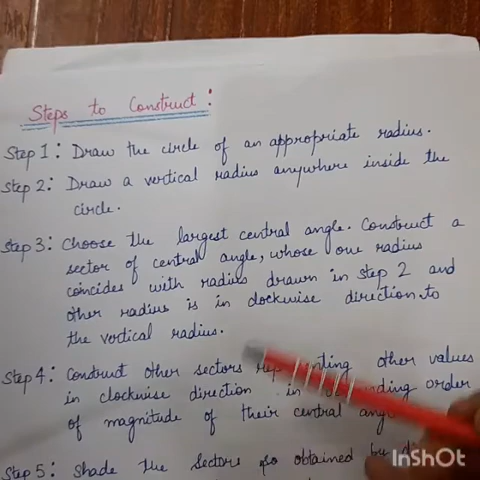 Steps to Construct:
Step 1: Draw the circle of an appropriate radius.
Step 2: Draw a vertical radius anywhere inside the
circle.
Step 3: Choose the largest central angle. Construct a
sector of central angle, whose one radius
coincides with radius drawn in step 2 and
other radius is in clockwise direction to
the vertical radius.
Step 4: Construct other sectors other values
in clockwise direction in order
of magnitude of their central
Step 5: Shade the sectors so obtained by
InShOt